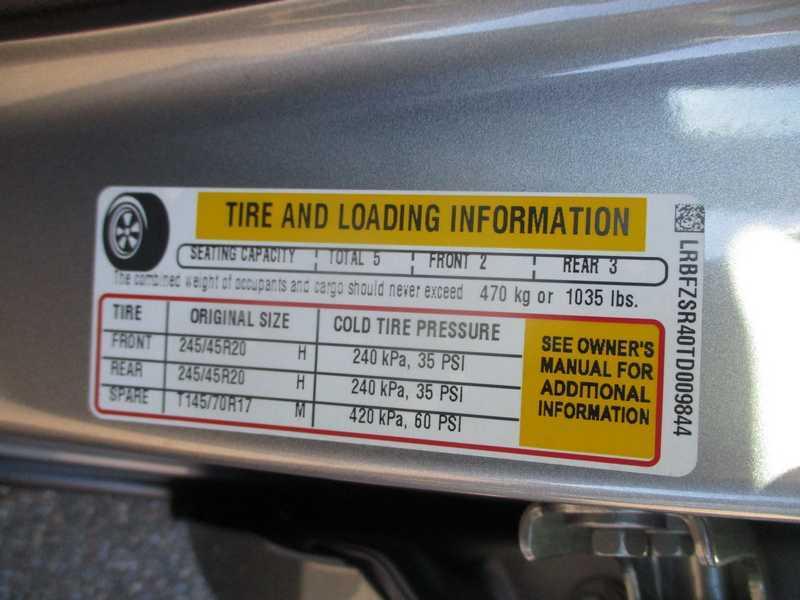 TIRE AND LOADING INFORMATION
SEATING CAPACITY TOTAL 5 FRONT 2 REAR 3
The combined weight of occupants and cargo should never exceed 470 kg or 1035 lbs.
TIRE ORIGINAL SIZE COLD TIRE PRESSURE
FRONT 245/45R20 H 240 kPa, 35 PSI
REAR 245/45R20 H 240 kPa, 35 PSI
SPARE T145/70R17 M 420 kPa, 60 PSI
SEE OWNER'S
MANUAL FOR
ADDITIONAL
INFORMATION
LRBFZSR40TD009844